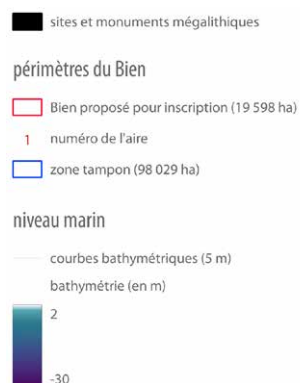 sites et monuments mégalithiques
périmètres du Bien
Bien proposé pour inscription (19 598 ha)
1 numéro de l'aire
zone tampon (98 029 ha)
niveau marin
courbes bathymétriques (5 m)
bathymétrie (en m)
2
-30